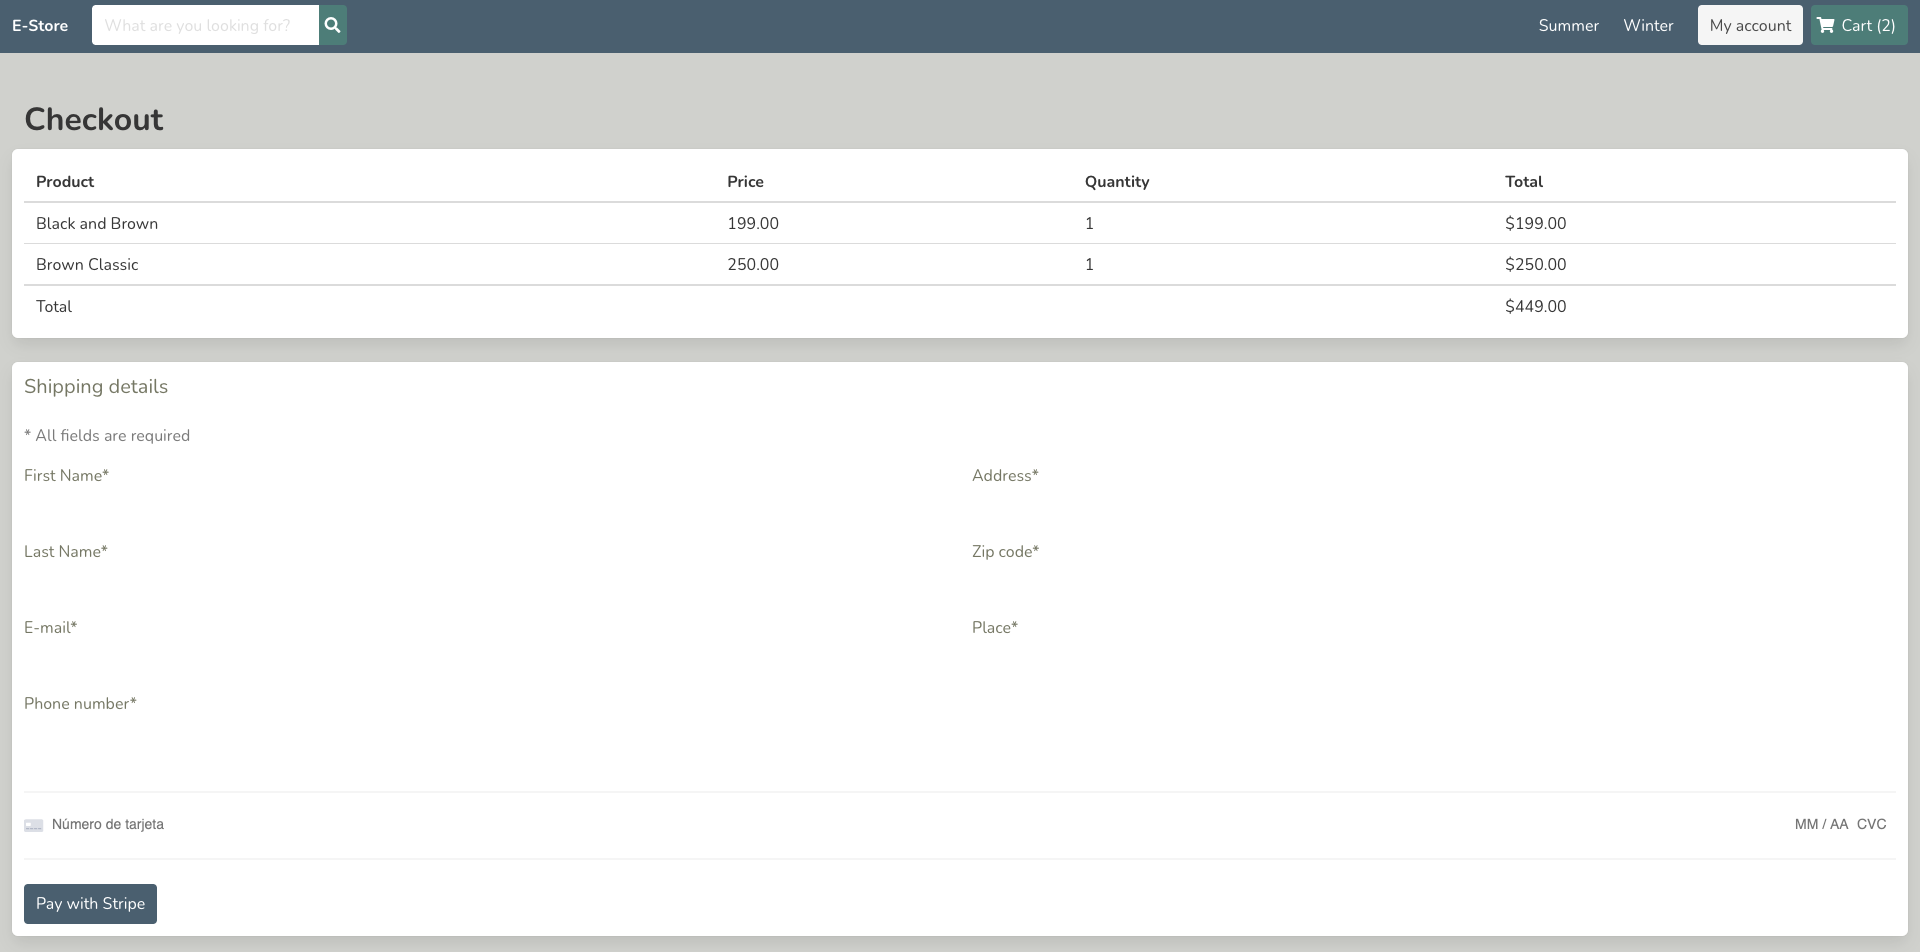 E-Store What are you looking for? Summer Winter My account Cart (2)
Checkout
Product Price Quantity Total
Black and Brown 199.00 1 $199.00
Brown Classic 250.00 1 $250.00
Total $449.00
Shipping details
* All fields are required
First Name* Address*
Last Name* Zip code*
E-mail* Place*
Phone number*
Número de tarjeta MM / AA CVC
Pay with Stripe